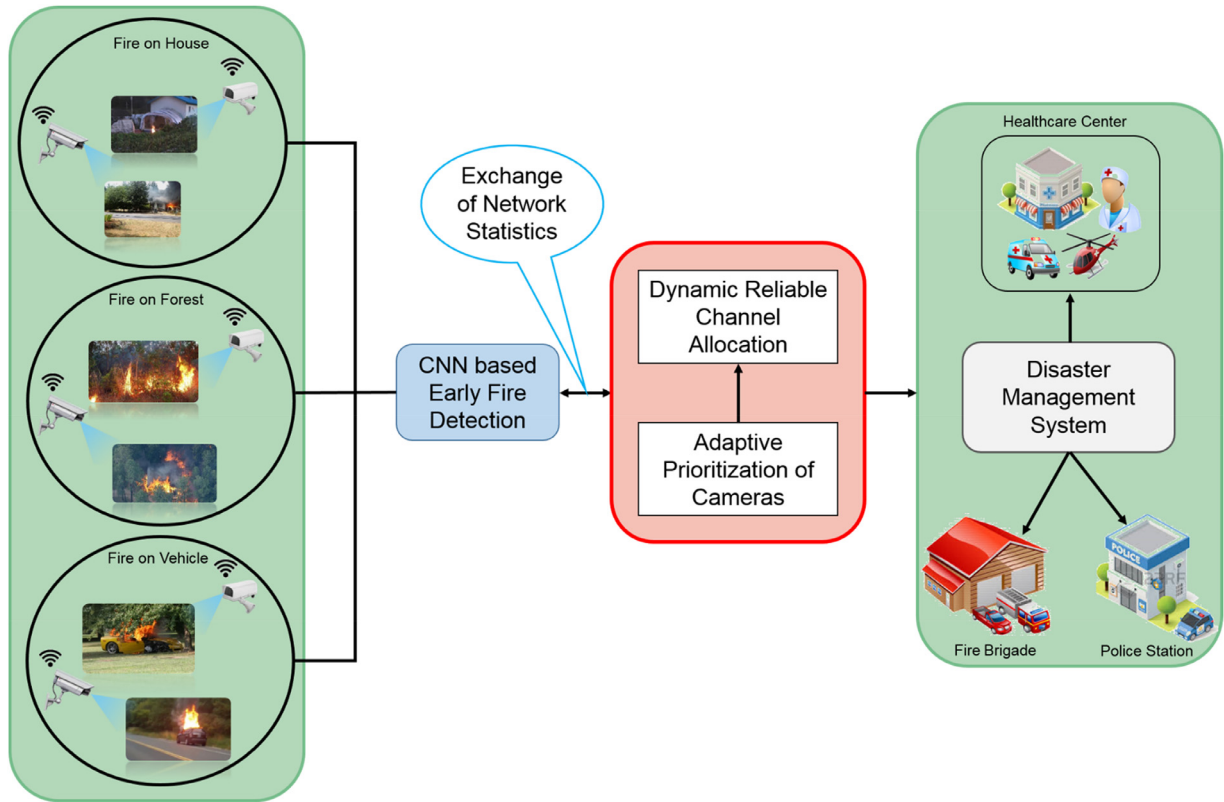 Fire on House
Fire on Forest
Fire on Vehicle
Exchange
of Network
Statistics
CNN based
Early Fire
Detection
Dynamic Reliable
Channel
Allocation
Adaptive
Prioritization of
Cameras
Healthcare Center
Disaster
Management
System
POLICE
Fire Brigade
Police Station